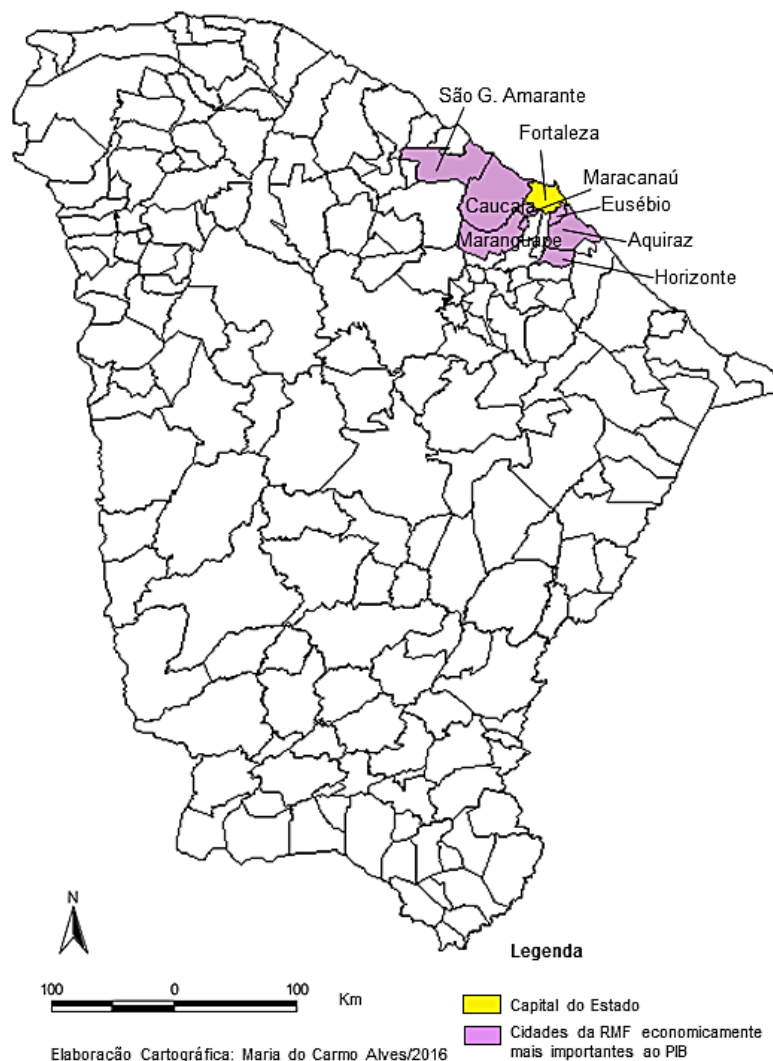 São G. Amarante
Fortaleza
Maracanaú
Caucaia
Eusébio
Maranguape
Aquiraz
Horizonte
N
Legenda
100 0 100
Km
Capital do Estado
Cidades da RMF economicamente
mais importantes ao PIB
Elaboração Cartográfica: Maria do Carmo Alves/2016